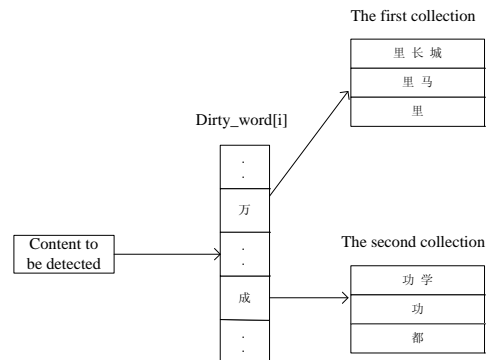 The first collection
里 长 城
里 马
里
Dirty_word[i]
.
.
万
.
.
成
.
.
Content to
be detected
The second collection
功 学
功
都